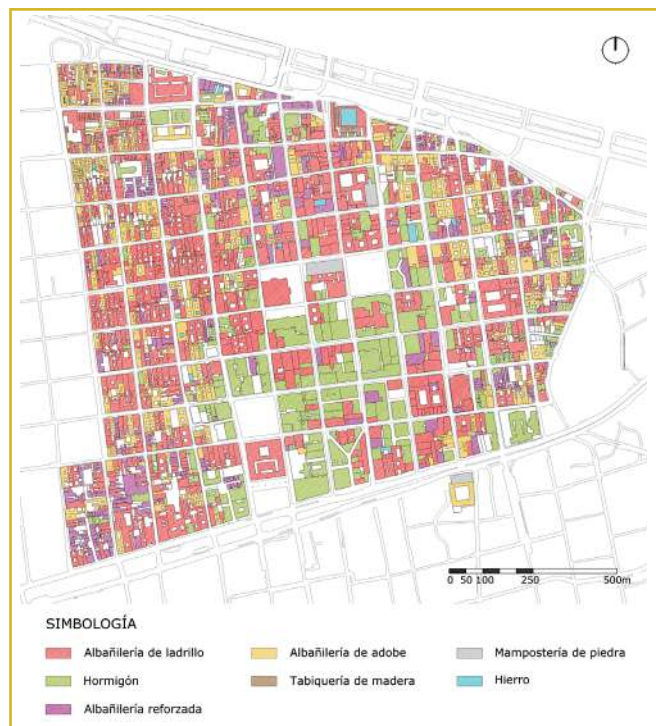 0 50 100 250 500m
SIMBOLOGÍA
Albañilería de ladrillo
Albañilería de adobe
Mampostería de piedra
Hormigón
Tabiquería de madera
Hierro
Albañilería reforzada